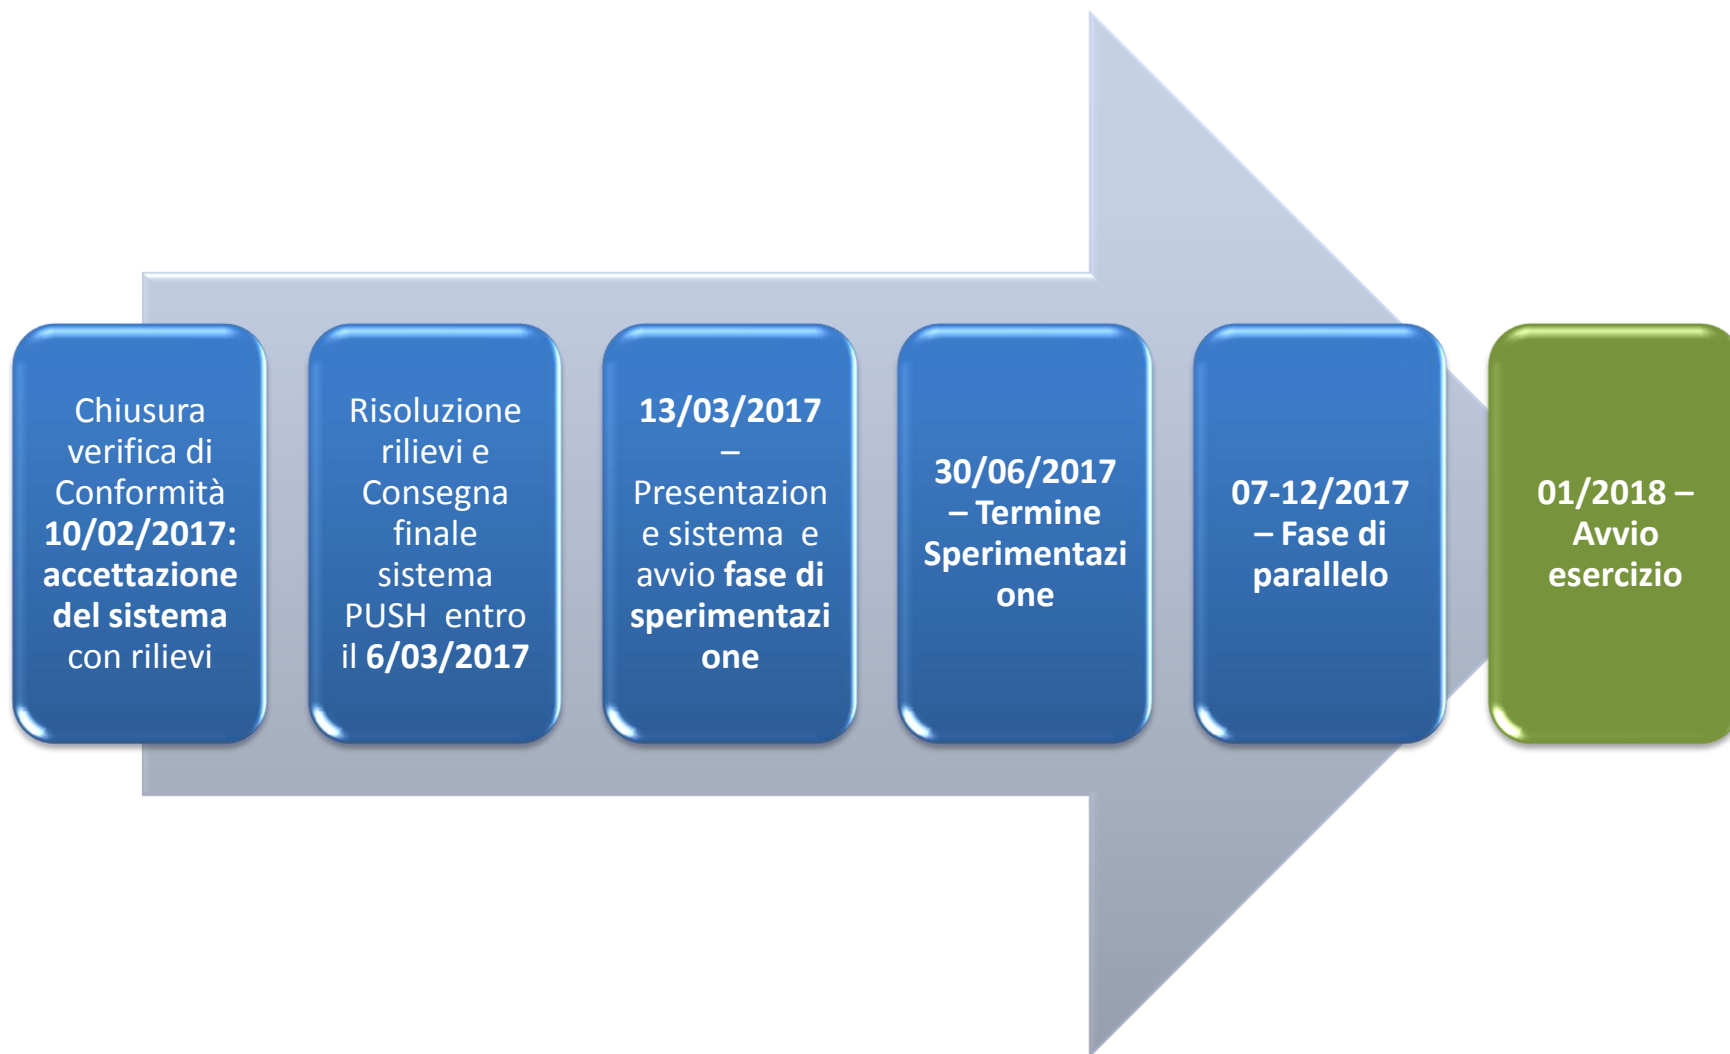 Chiusura
verifica di
Conformità
10/02/2017:
accettazione
del sistema
con rilievi
Risoluzione
rilievi e
Consegna
finale
sistema
PUSH entro
il 6/03/2017
13/03/2017
–
Presentazion
e sistema e
avvio fase di
sperimentazi
one
30/06/2017
– Termine
Sperimentazi
one
07-12/2017
– Fase di
parallelo
01/2018 –
Avvio
esercizio